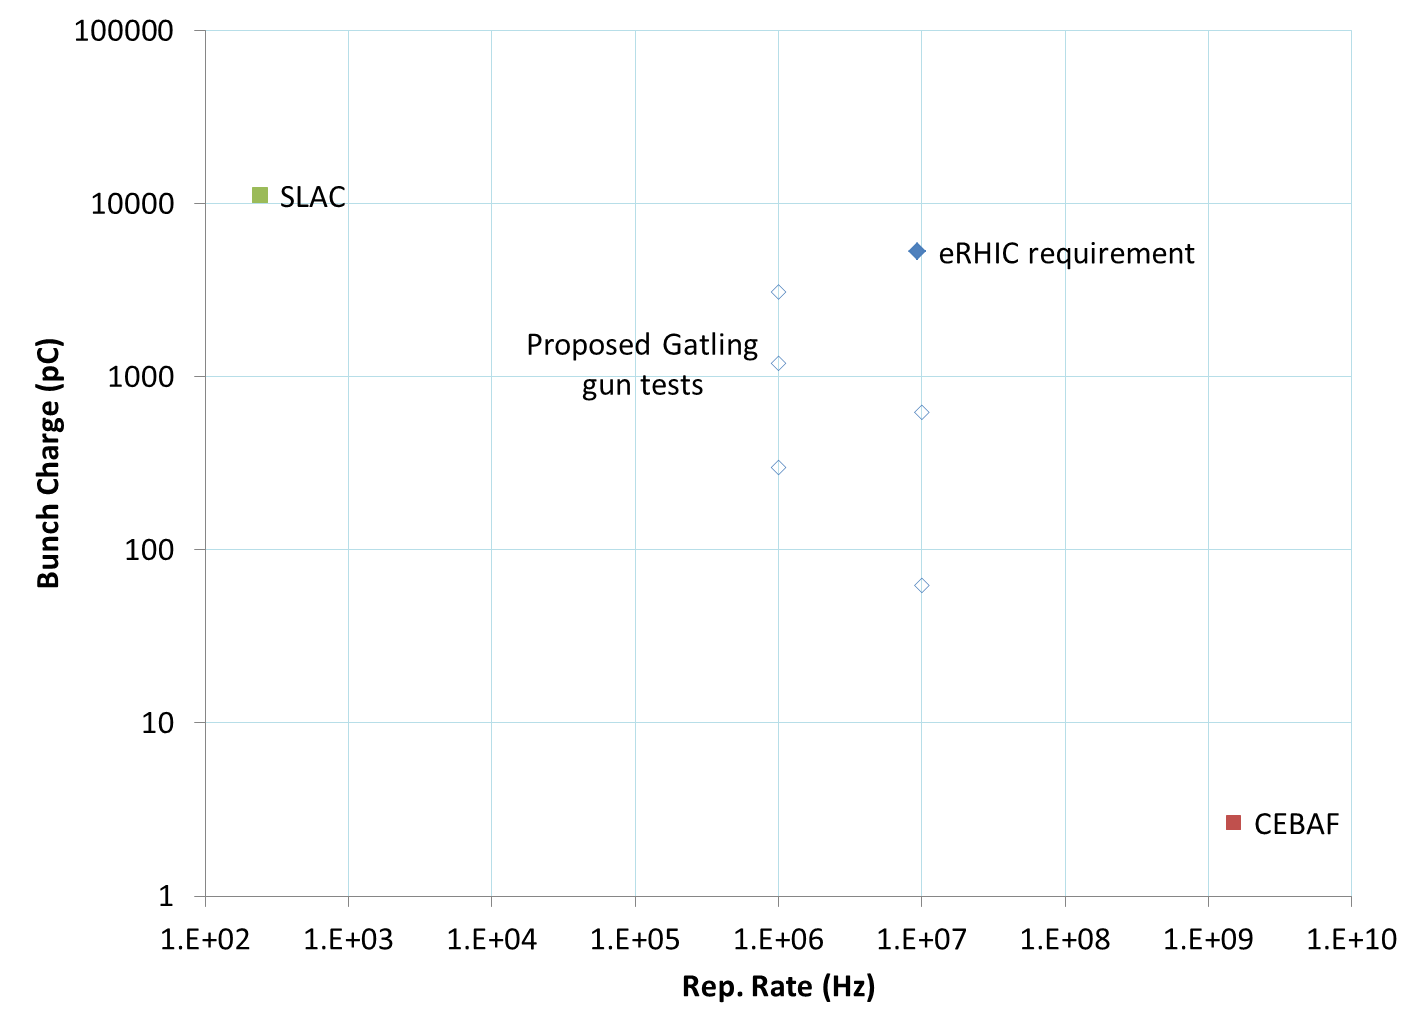 100000
10000
1000
100
10
1
Bunch Charge (pC)
SLAC
eRHIC requirement
Proposed Gatling
gun tests
CEBAF
1.E+02 1.E+03 1.E+04 1.E+05 1.E+06 1.E+07 1.E+08 1.E+09 1.E+10
Rep. Rate (Hz)